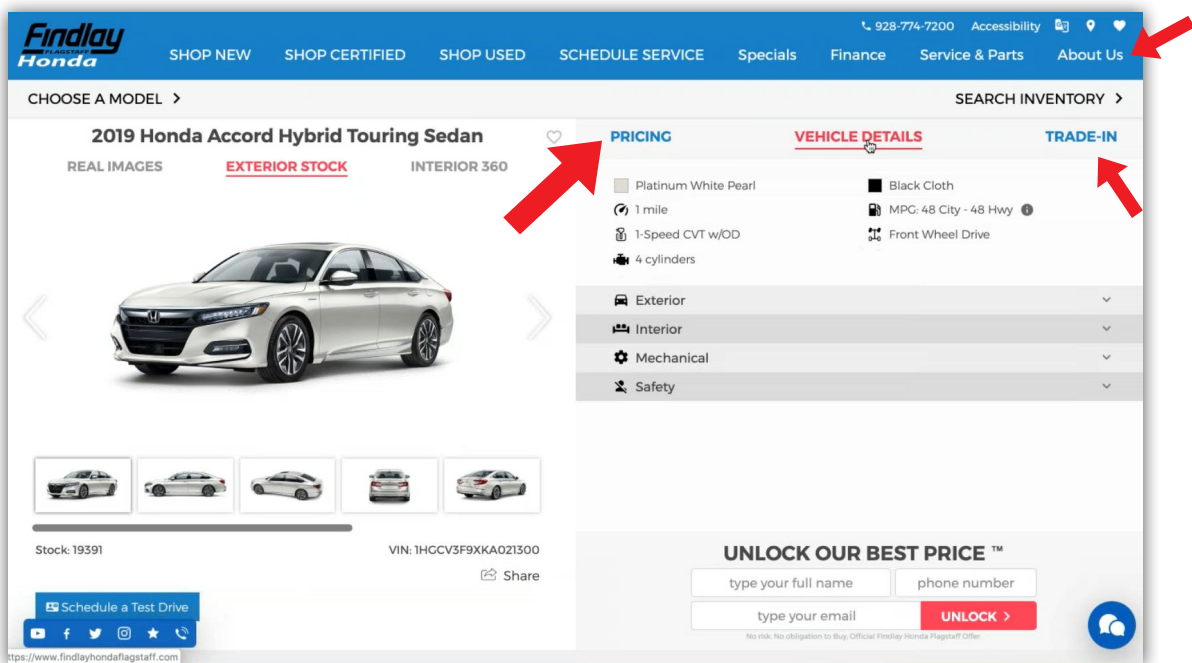 928-774-7200 Accessibility
Findlay
FLAGSTAFF
Honda
SHOP NEW SHOP CERTIFIED SHOP USED SCHEDULE SERVICE Specials Finance Service & Parts About Us
CHOOSE A MODEL > SEARCH INVENTORY >
2019 Honda Accord Hybrid Touring Sedan
REAL IMAGES EXTERIOR STOCK INTERIOR 360
PRICING VEHICLE DETAILS TRADE-IN
Platinum White Pearl Black Cloth
1 mile MPG: 48 City - 48 Hwy
1-Speed CVT w/OD Front Wheel Drive
4 cylinders
Exterior
Interior
Mechanical
Safety
Stock: 19391 VIN: 1HGCV3F9XKA021300
Share
Schedule a Test Drive
UNLOCK OUR BEST PRICE ™
type your full name phone number
type your email UNLOCK >
No risk. No obligation to Buy. Official Findlay Honda Flagstaff Offer.
ttps://www.findlayhondaflagstaff.com